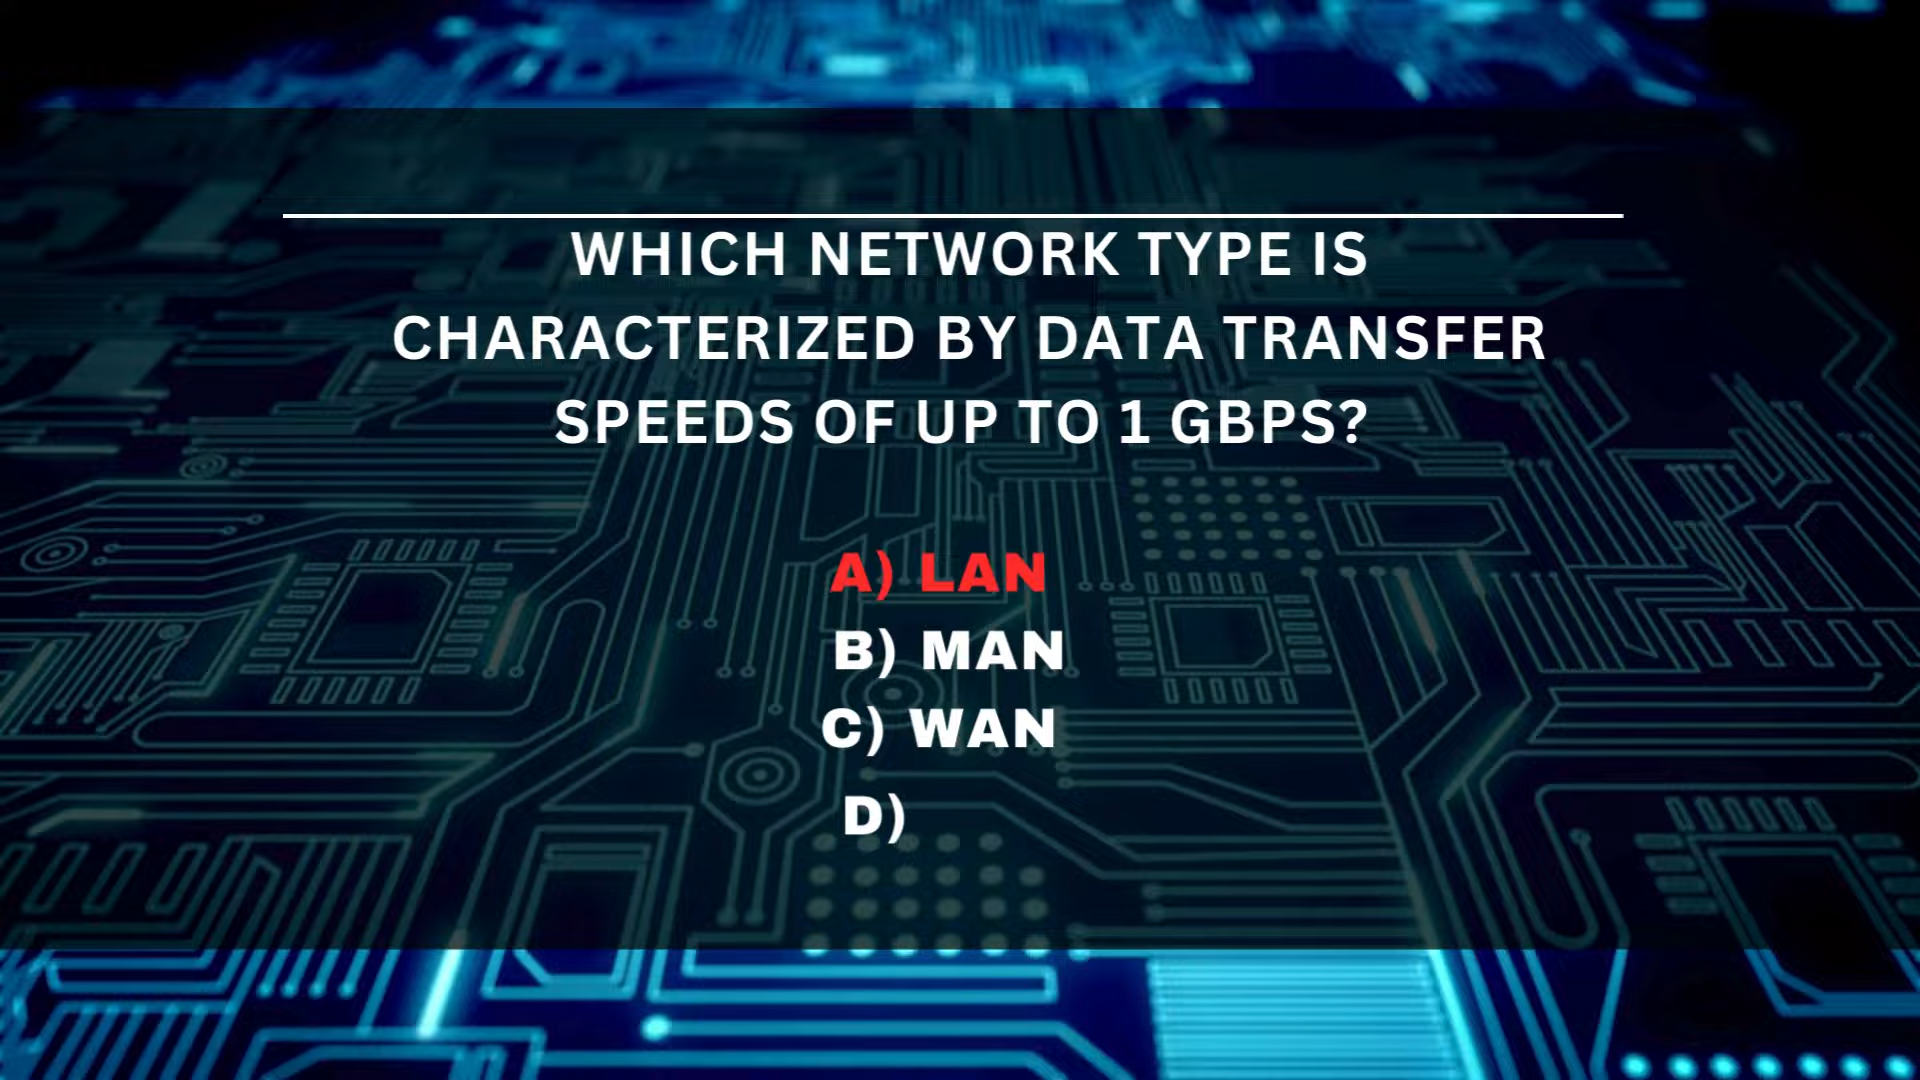 WHICH NETWORK TYPE IS
CHARACTERIZED BY DATA TRANSFER
SPEEDS OF UP TO 1 GBPS?
A) LAN
B) MAN
C) WAN
D)